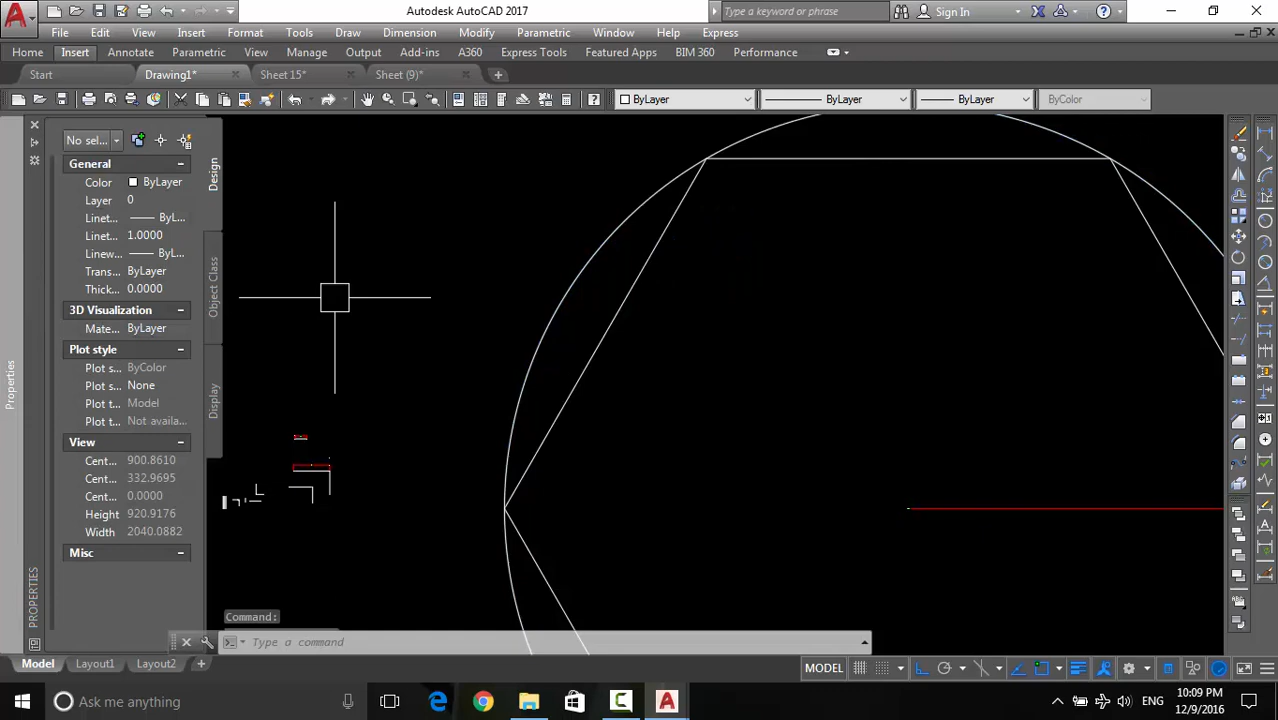 Autodesk AutoCAD 2017
Type a keyword or phrase
Sign In
File Edit View Insert Format Tools Draw Dimension Modify Parametric Window Help Express
Home Insert Annotate Parametric View Manage Output Add-ins A360 Express Tools Featured Apps BIM 360 Performance
Start Drawing1* Sheet 15* Sheet (9)*
ByLayer ByLayer ByLayer ByColor
No sel...
General
Color ByLayer
Layer 0
Linet... ByL...
Linet... 1.0000
Linew... ByL...
Trans... ByLayer
Thick... 0.0000
3D Visualization
Mate... ByLayer
Plot style
Plot s... ByColor
Plot s... None
Plot t... Model
Plot t... Not availa...
View
Cent... 900.8610
Cent... 332.9695
Cent... 0.0000
Height 920.9176
Width 2040.0882
Misc
Design
Object Class
Display
Properties
PROPERTIES
Command:
Type a command
Model Layout1 Layout2
MODEL
Ask me anything
ENG
10:09 PM
12/9/2016